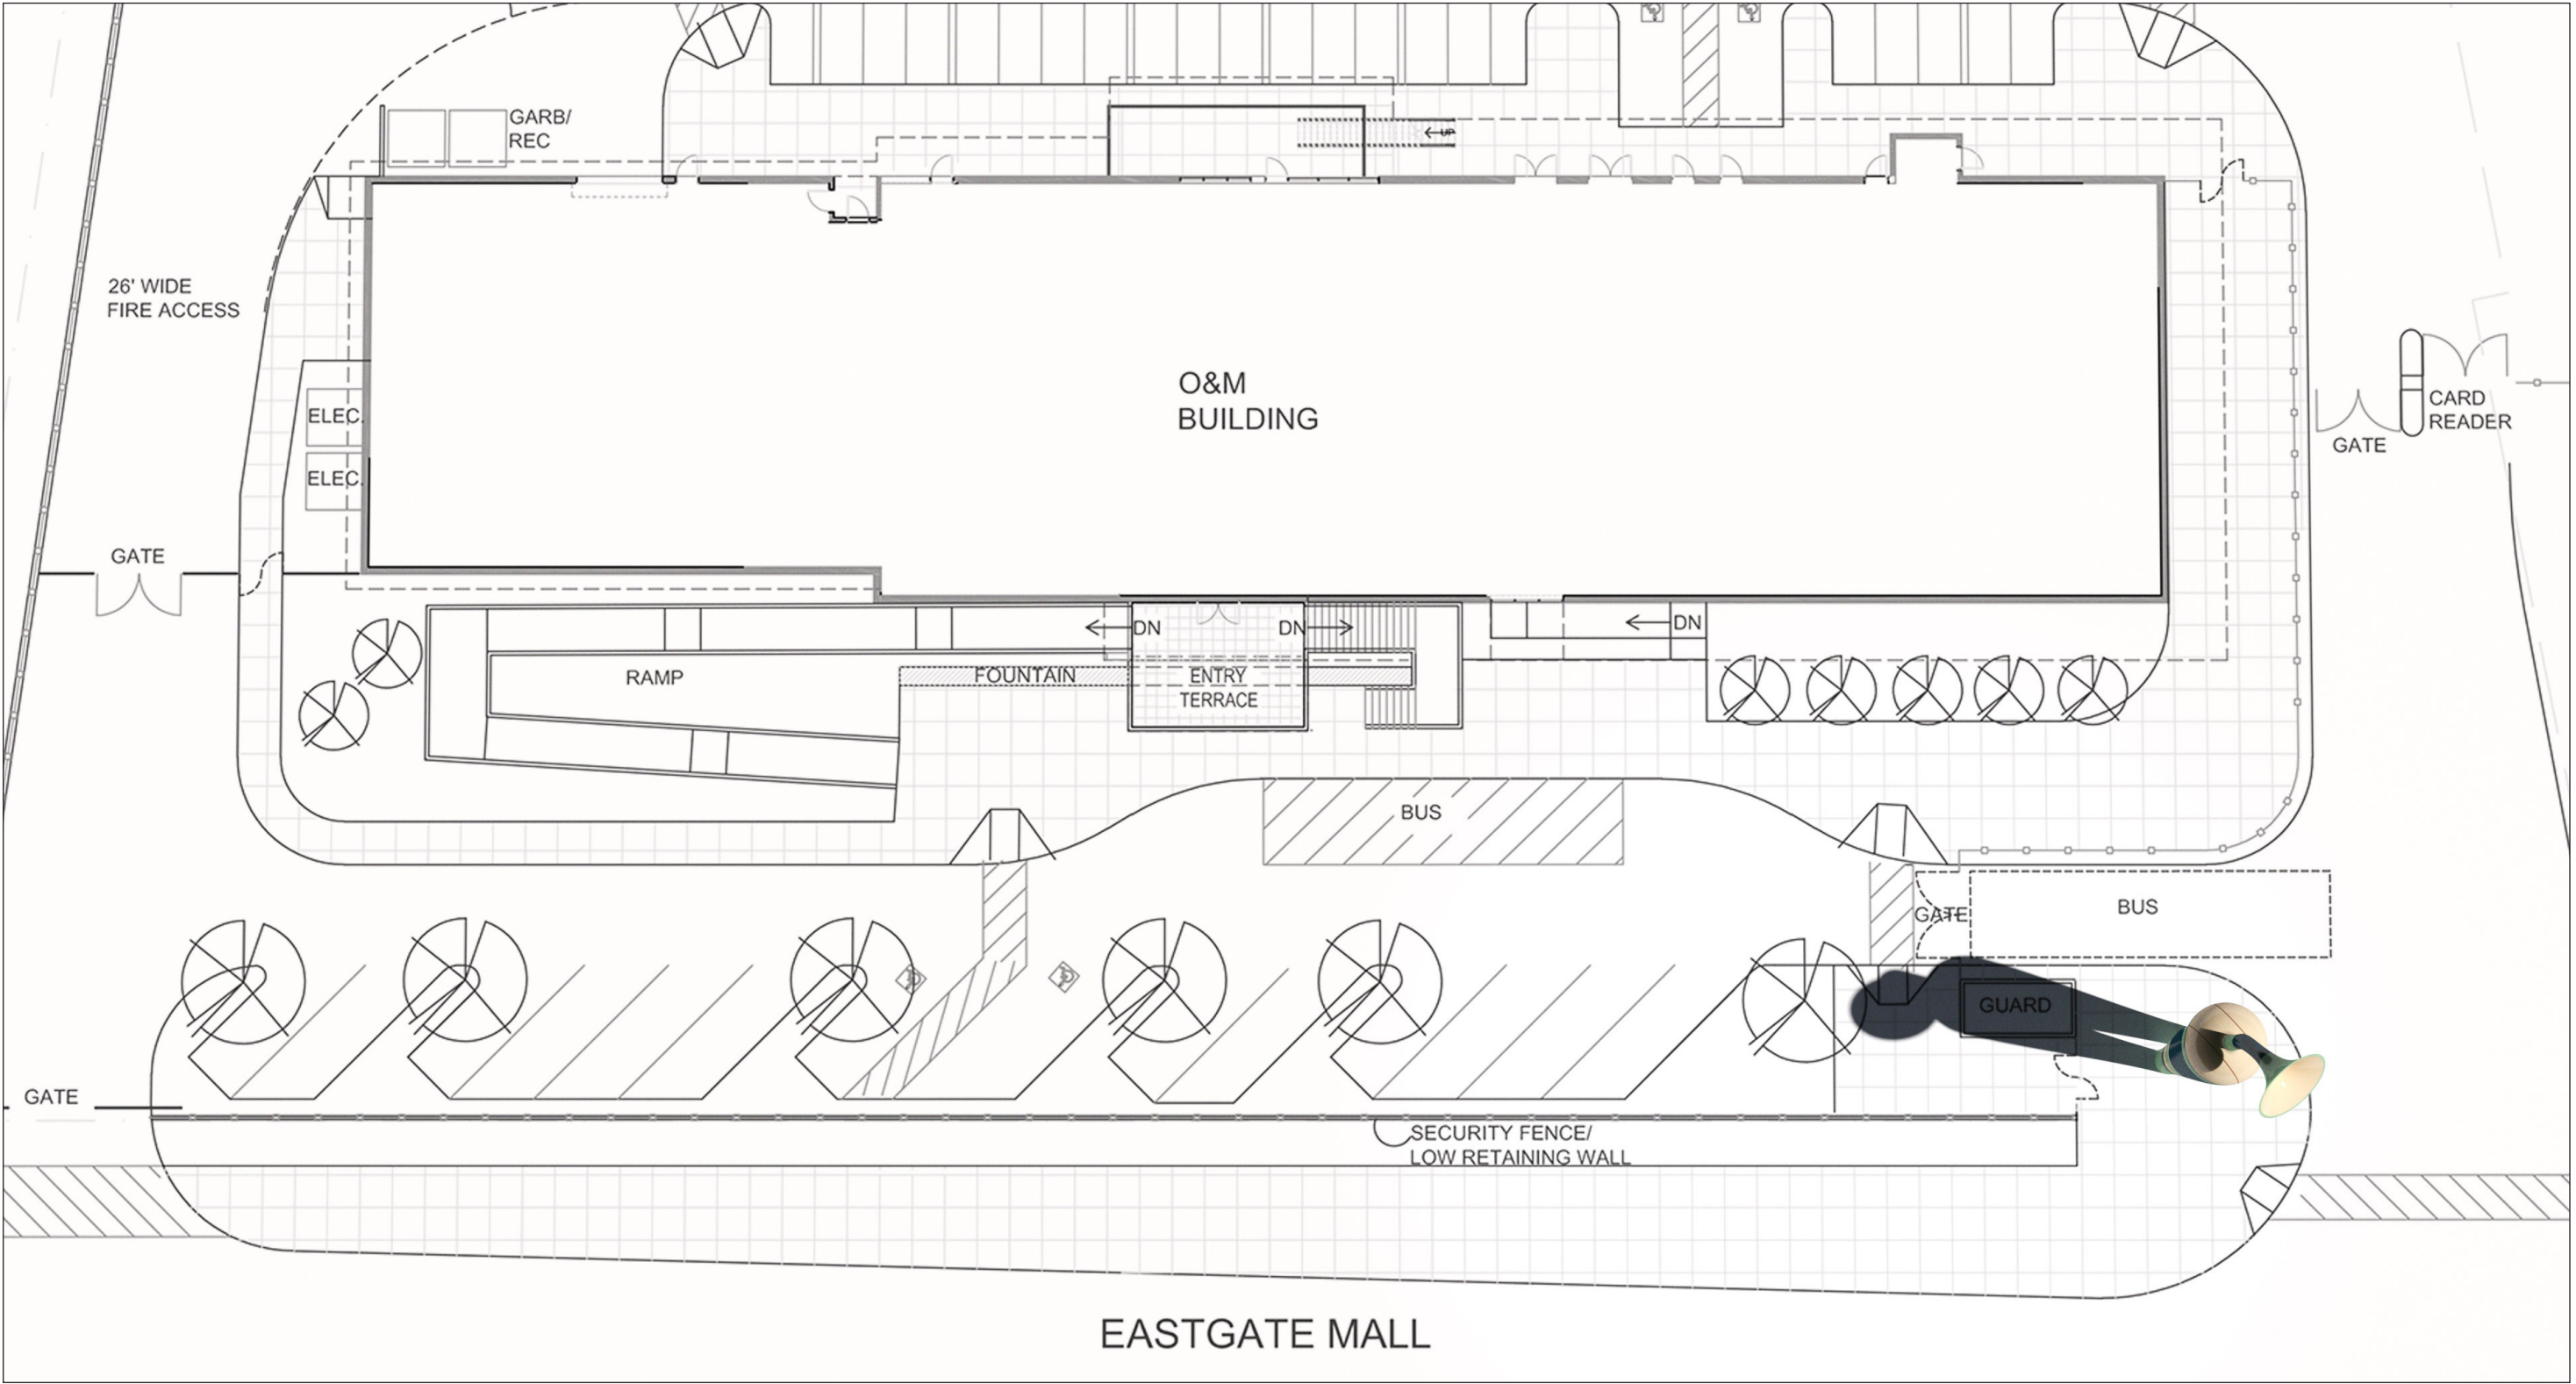 GARB/
REC
UP
26' WIDE
FIRE ACCESS
O&M
BUILDING
CARD
READER
GATE
ELEC.
ELEC.
GATE
DN
DN
DN
RAMP
FOUNTAIN
ENTRY
TERRACE
BUS
GATE
BUS
GUARD
GATE
SECURITY FENCE/
LOW RETAINING WALL
EASTGATE MALL